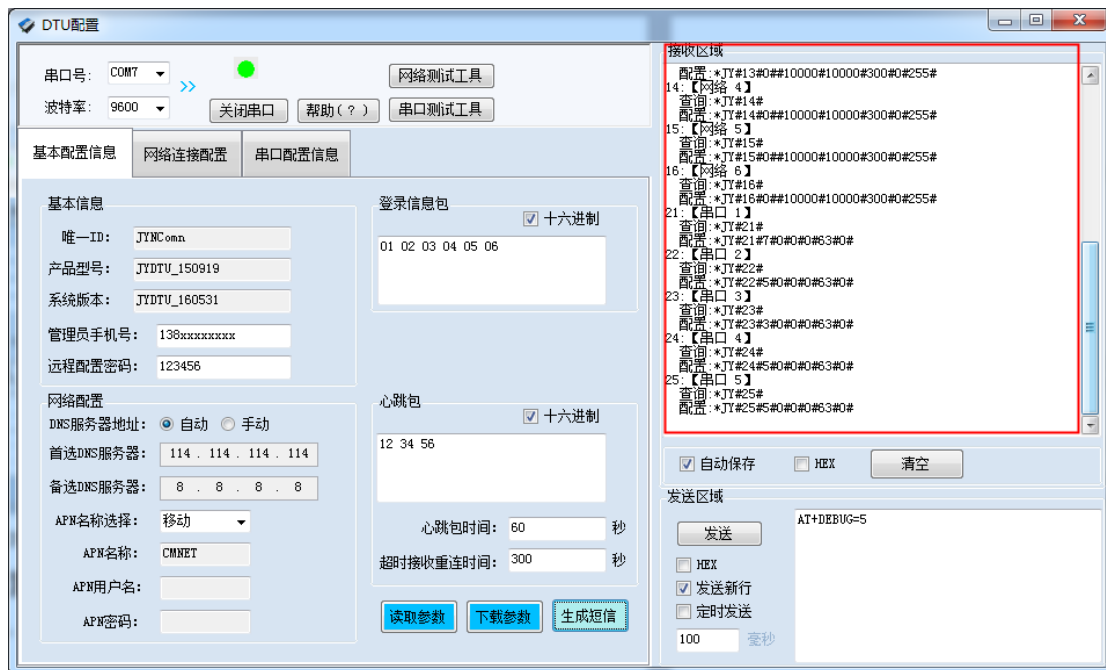 DTU配置
串口号: COM7
>>
波特率: 9600
关闭串口
帮助(?)
网络测试工具
串口测试工具
基本配置信息
网络连接配置
串口配置信息
基本信息
唯一ID: JYNComn
产品型号: JYDTU_150919
系统版本: JYDTU_160531
管理员手机号: 138xxxxxxxx
远程配置密码: 123456
网络配置
DNS服务器地址: 自动 手动
首选DNS服务器: 114 . 114 . 114 . 114
备选DNS服务器: 8 . 8 . 8 . 8
APN名称选择: 移动
APN名称: CMNET
APN用户名:
APN密码:
登录信息包
十六进制
01 02 03 04 05 06
心跳包
十六进制
12 34 56
心跳包时间: 60 秒
超时接收重连时间: 300 秒
读取参数
下载参数
生成短信
接收区域
配置:*JY#13#0##10000#10000#300#0#255#
14:【网络 4】
查询:*JY#14#
配置:*JY#14#0##10000#10000#300#0#255#
15:【网络 5】
查询:*JY#15#
配置:*JY#15#0##10000#10000#300#0#255#
16:【网络 6】
查询:*JY#16#
配置:*JY#16#0##10000#10000#300#0#255#
21:【串口 1】
查询:*JY#21#
配置:*JY#21#7#0#0#0#63#0#
22:【串口 2】
查询:*JY#22#
配置:*JY#22#5#0#0#0#63#0#
23:【串口 3】
查询:*JY#23#
配置:*JY#23#3#0#0#0#63#0#
24:【串口 4】
查询:*JY#24#
配置:*JY#24#5#0#0#0#63#0#
25:【串口 5】
查询:*JY#25#
配置:*JY#25#5#0#0#0#63#0#
自动保存
HEX
清空
发送区域
发送
HEX
发送新行
定时发送
100 毫秒
AT+DEBUG=5